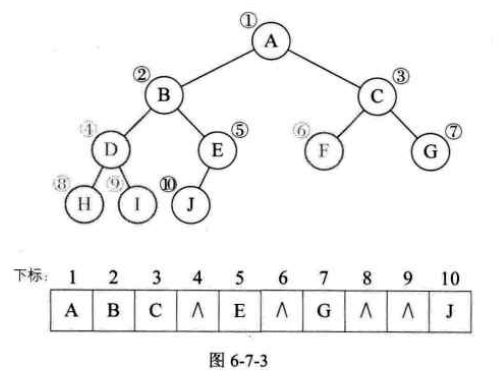 ① A
② B ③ C
④ D ⑤ E ⑥ F ⑦ G
⑧ H ⑨ I ⑩ J
下标: 1 2 3 4 5 6 7 8 9 10
A B C ∧ E ∧ G ∧ ∧ J
图 6-7-3